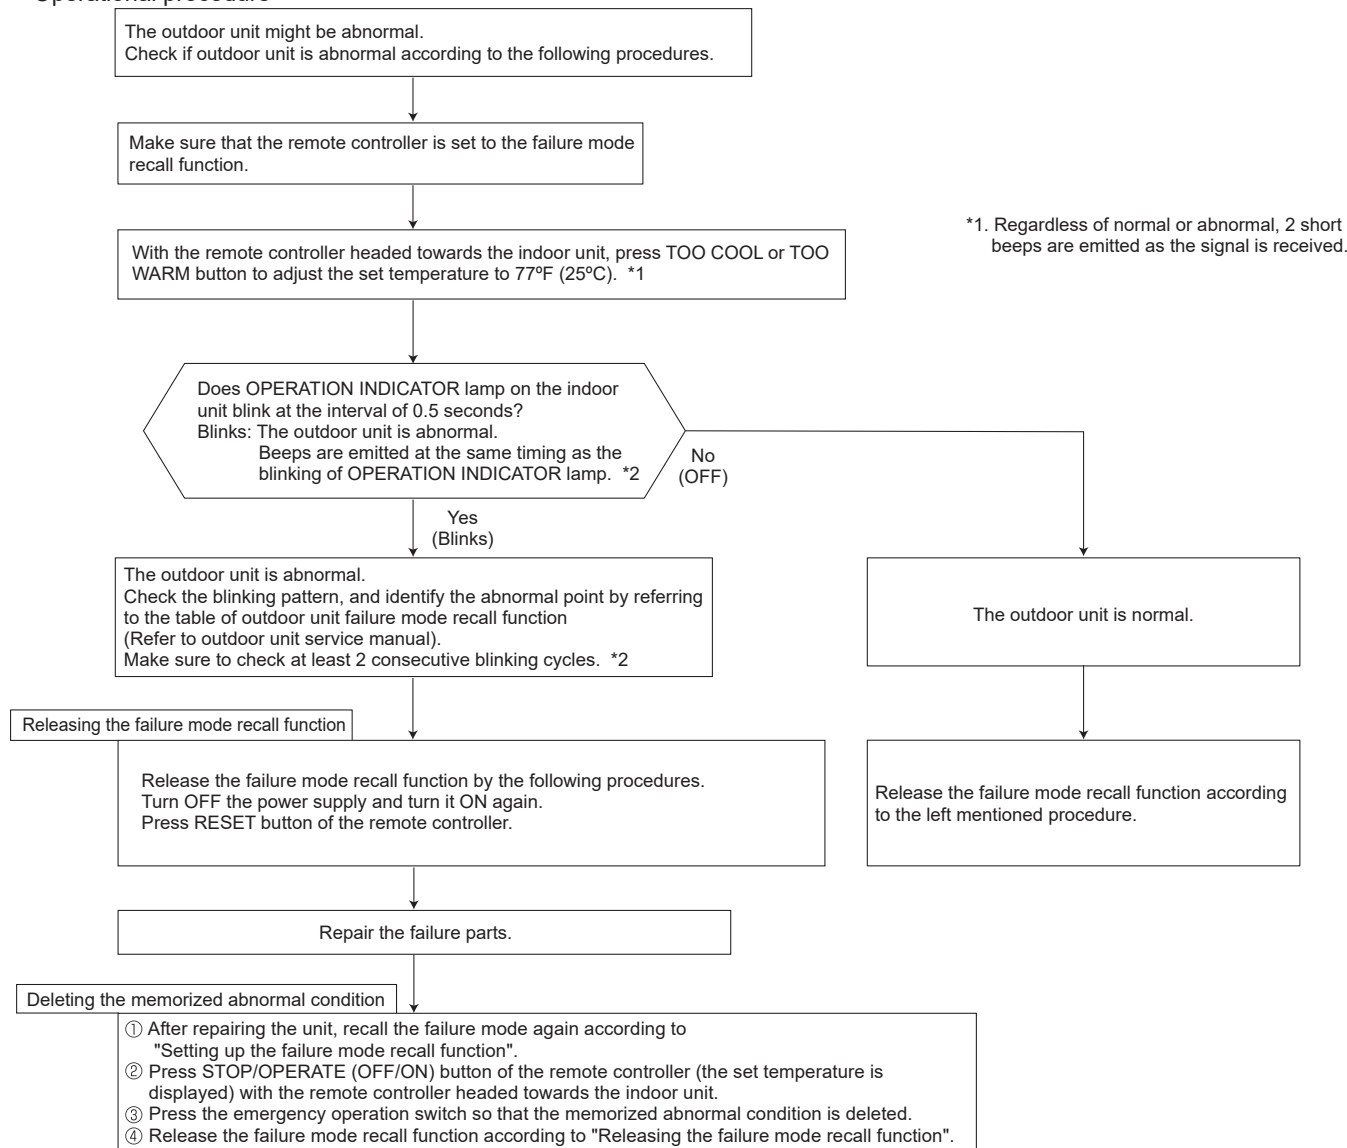 Operational procedure
The outdoor unit might be abnormal.
Check if outdoor unit is abnormal according to the following procedures.
Make sure that the remote controller is set to the failure mode
recall function.
With the remote controller headed towards the indoor unit, press TOO COOL or TOO
WARM button to adjust the set temperature to 77ºF (25ºC). *1
*1. Regardless of normal or abnormal, 2 short
beeps are emitted as the signal is received.
Does OPERATION INDICATOR lamp on the indoor
unit blink at the interval of 0.5 seconds?
Blinks: The outdoor unit is abnormal.
Beeps are emitted at the same timing as the
blinking of OPERATION INDICATOR lamp. *2
No
(OFF)
Yes
(Blinks)
The outdoor unit is abnormal.
Check the blinking pattern, and identify the abnormal point by referring
to the table of outdoor unit failure mode recall function
(Refer to outdoor unit service manual).
Make sure to check at least 2 consecutive blinking cycles. *2
The outdoor unit is normal.
Releasing the failure mode recall function
Release the failure mode recall function by the following procedures.
Turn OFF the power supply and turn it ON again.
Press RESET button of the remote controller.
Release the failure mode recall function according
to the left mentioned procedure.
Repair the failure parts.
Deleting the memorized abnormal condition
① After repairing the unit, recall the failure mode again according to
"Setting up the failure mode recall function".
② Press STOP/OPERATE (OFF/ON) button of the remote controller (the set temperature is
displayed) with the remote controller headed towards the indoor unit.
③ Press the emergency operation switch so that the memorized abnormal condition is deleted.
④ Release the failure mode recall function according to "Releasing the failure mode recall function".